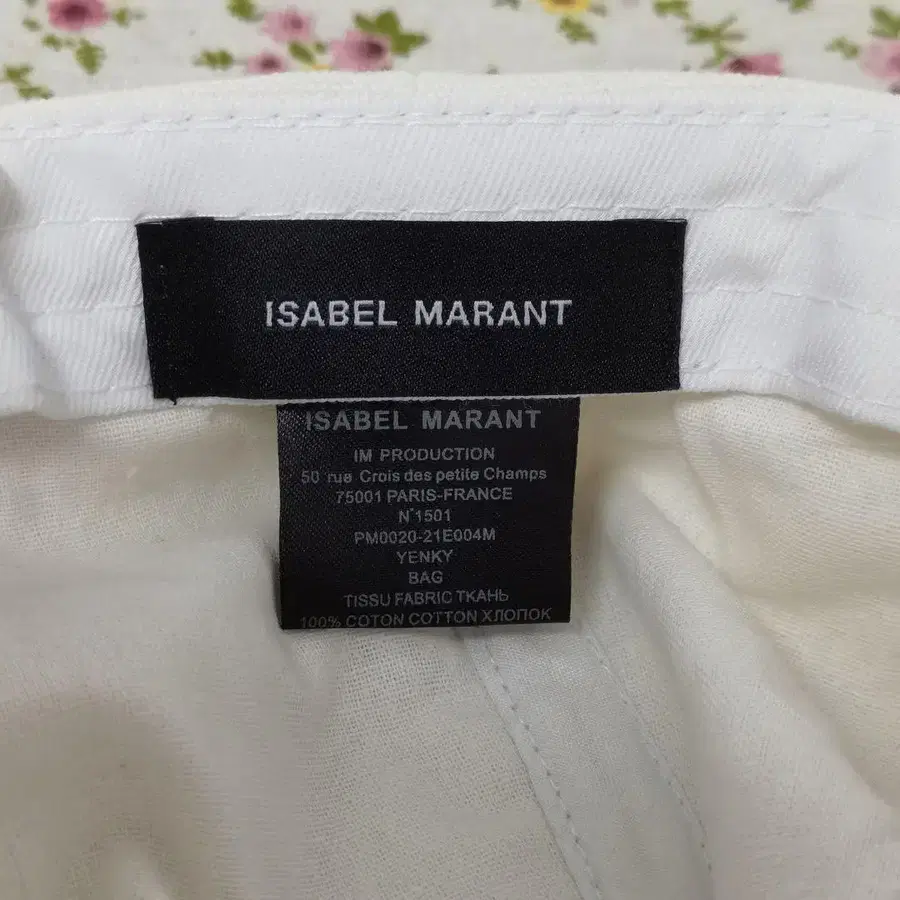 ISABEL MARANT
ISABEL MARANT
IM PRODUCTION
50 rue Crois des petite Champs
75001 PARIS-FRANCE
N°1501
PM0020-21E004M
YENKY
BAG
TISSU FABRIC ТКАНЬ
100% COTON COTTON ХЛОПОК